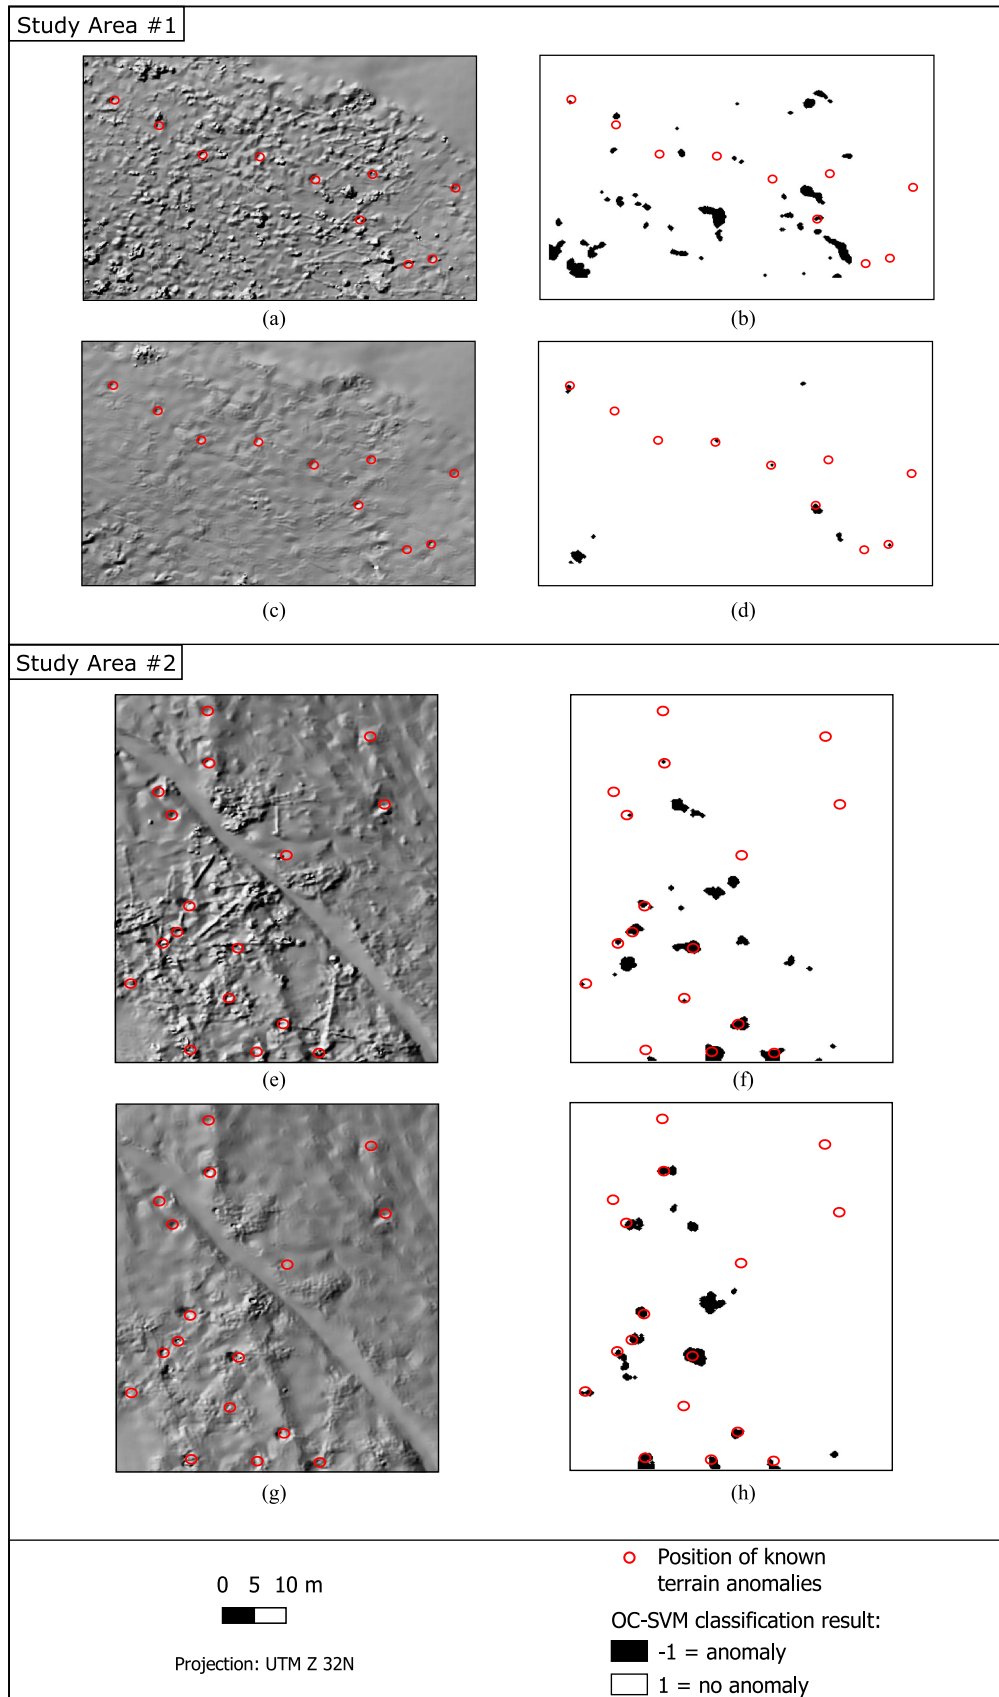 Study Area #1
(a)
(b)
(c)
(d)
Study Area #2
(e)
(f)
(g)
(h)
0 5 10 m
Projection: UTM Z 32N
Position of known
terrain anomalies
OC-SVM classification result:
-1 = anomaly
1 = no anomaly